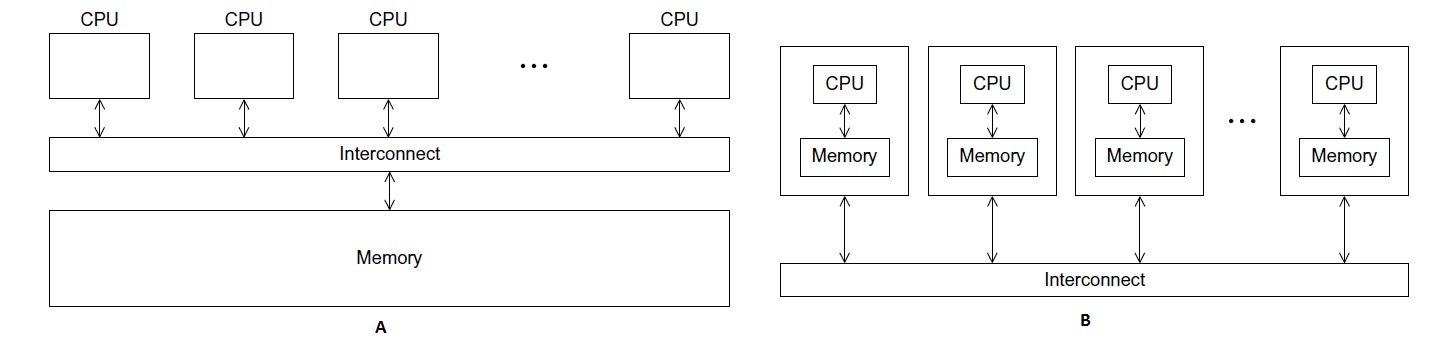 CPU CPU CPU CPU
...
Interconnect
Memory
A
CPU CPU CPU CPU
...
Memory Memory Memory Memory
Interconnect
B